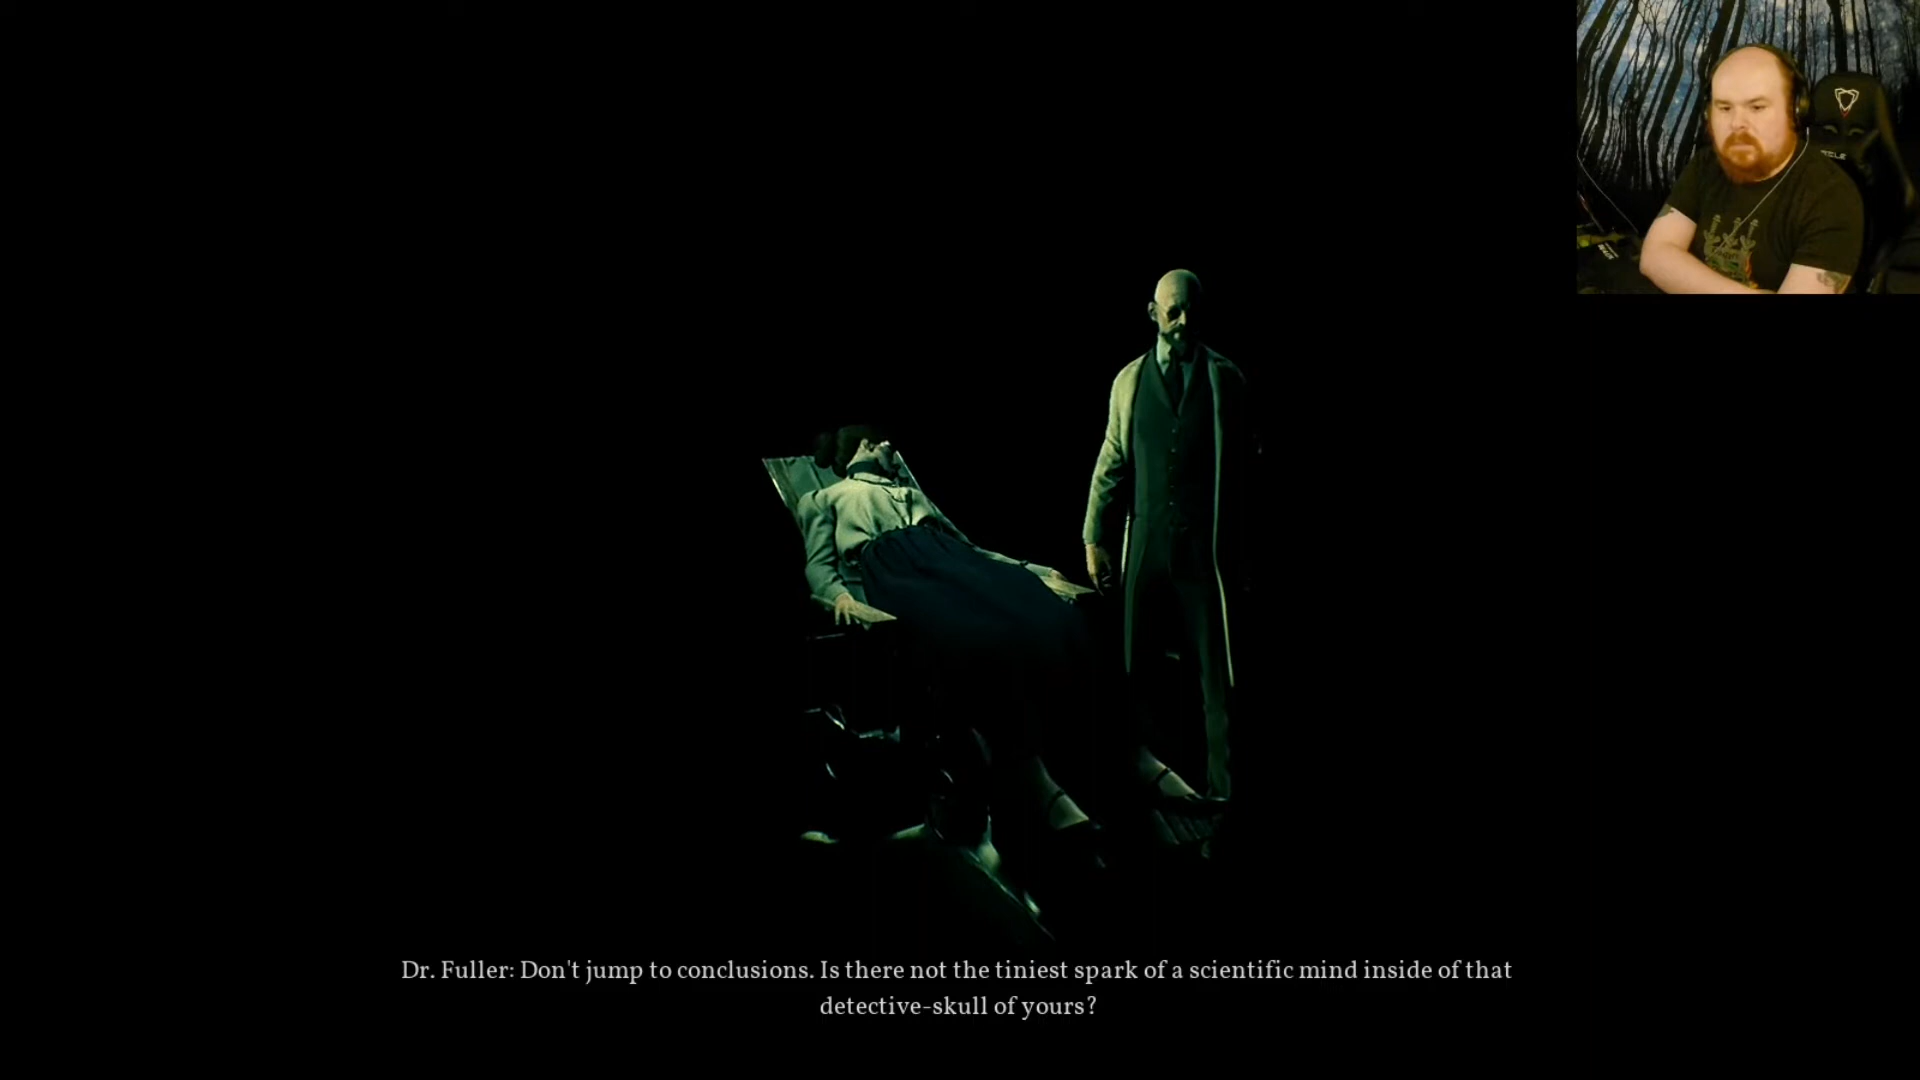 Dr. Fuller: Don't jump to conclusions. Is there not the tiniest spark of a scientific mind inside of that
detective-skull of yours?